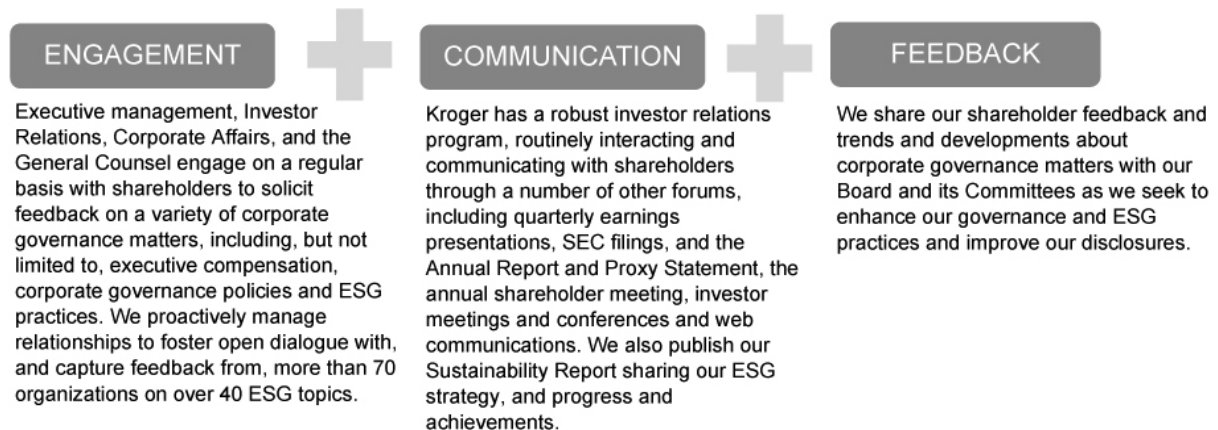 ENGAGEMENT
Executive management, Investor
Relations, Corporate Affairs, and the
General Counsel engage on a regular
basis with shareholders to solicit
feedback on a variety of corporate
governance matters, including, but not
limited to, executive compensation,
corporate governance policies and ESG
practices. We proactively manage
relationships to foster open dialogue with,
and capture feedback from, more than 70
organizations on over 40 ESG topics.
COMMUNICATION
Kroger has a robust investor relations
program, routinely interacting and
communicating with shareholders
through a number of other forums,
including quarterly earnings
presentations, SEC filings, and the
Annual Report and Proxy Statement, the
annual shareholder meeting, investor
meetings and conferences and web
communications. We also publish our
Sustainability Report sharing our ESG
strategy, and progress and
achievements.
FEEDBACK
We share our shareholder feedback and
trends and developments about
corporate governance matters with our
Board and its Committees as we seek to
enhance our governance and ESG
practices and improve our disclosures.